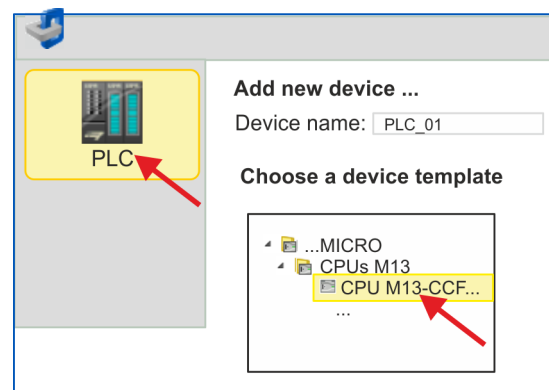 PLC
Add new device ...
Device name: PLC_01
Choose a device template
...MICRO
CPUs M13
CPU M13-CCF...
...